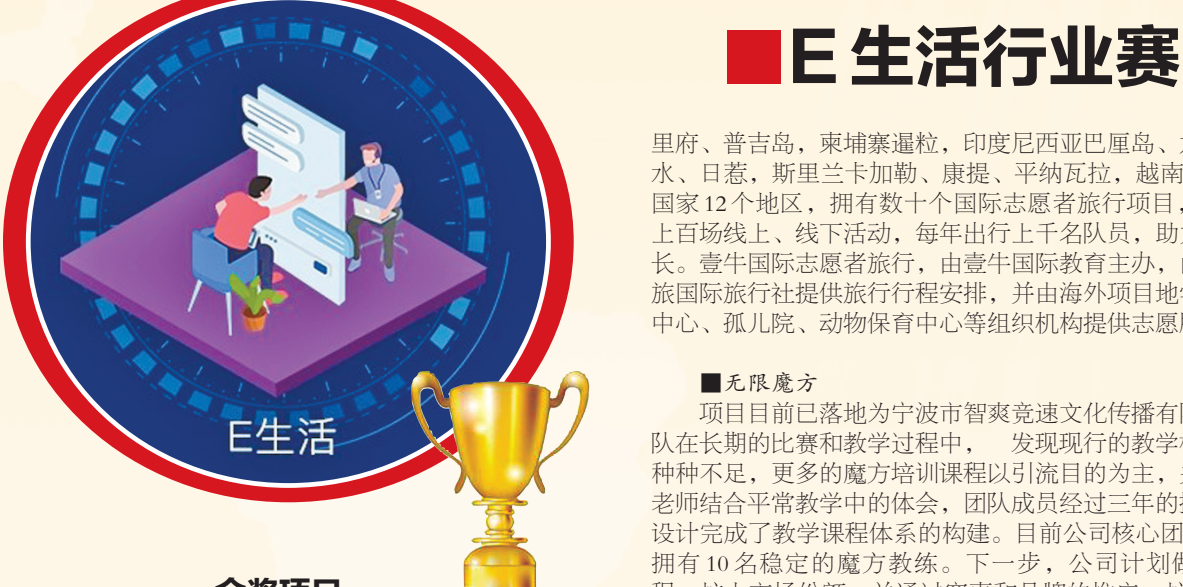 ■E生活行业赛
里府、普吉岛，柬埔寨暹粒，印度尼西亚巴厘岛、
水、日惹，斯里兰卡加勒、康提、平纳瓦拉，越南
国家12个地区，拥有数十个国际志愿者旅行项目，
上百场线上、线下活动，每年出行上千名队员，助
长。壹牛国际志愿者旅行，由壹牛国际教育主办，
旅国际旅行社提供旅行行程安排，并由海外项目地
中心、孤儿院、动物保育中心等组织机构提供志愿
■无限魔方
项目目前已落地为宁波市智爽竞速文化传播有
队在长期的比赛和教学过程中， 发现现行的教学
种种不足，更多的魔方培训课程以引流目的为主，
老师结合平常教学中的体会，团队成员经过三年的
设计完成了教学课程体系的构建。目前公司核心团
拥有10名稳定的魔方教练。下一步，公司计划
E生活
金奖项目